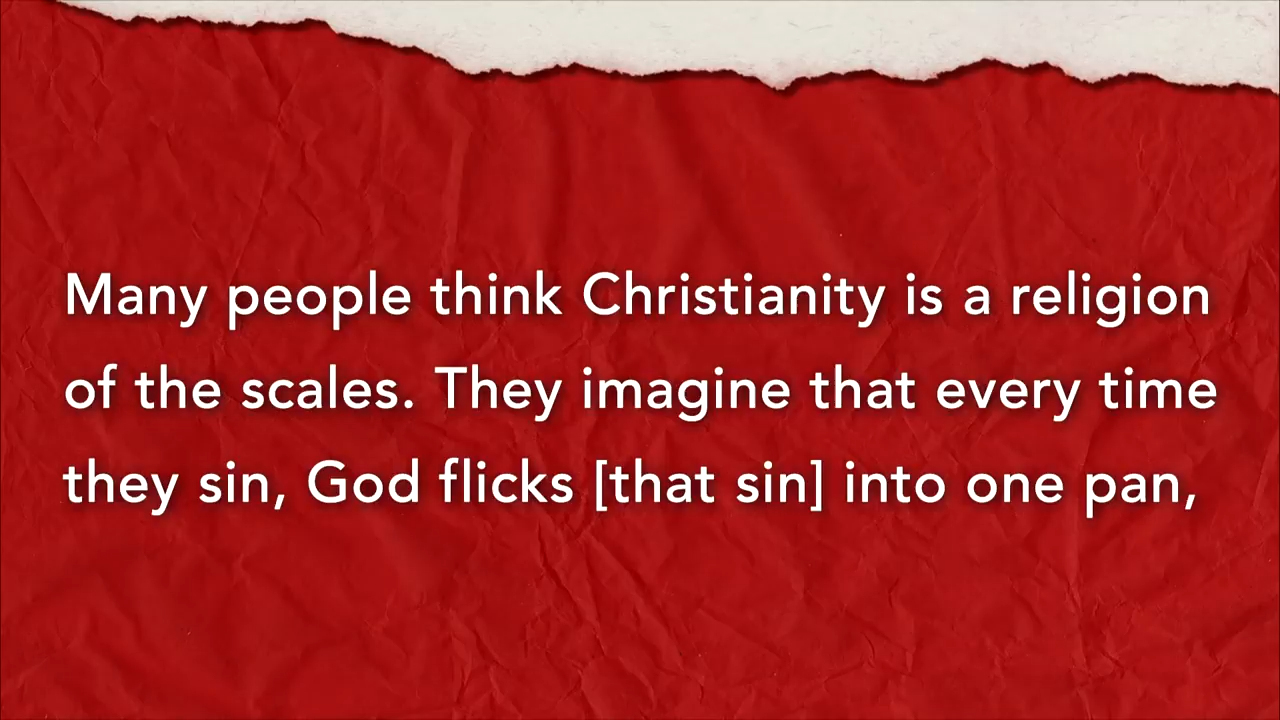 Many people think Christianity is a religion
of the scales. They imagine that every time
they sin, God flicks [that sin] into one pan,